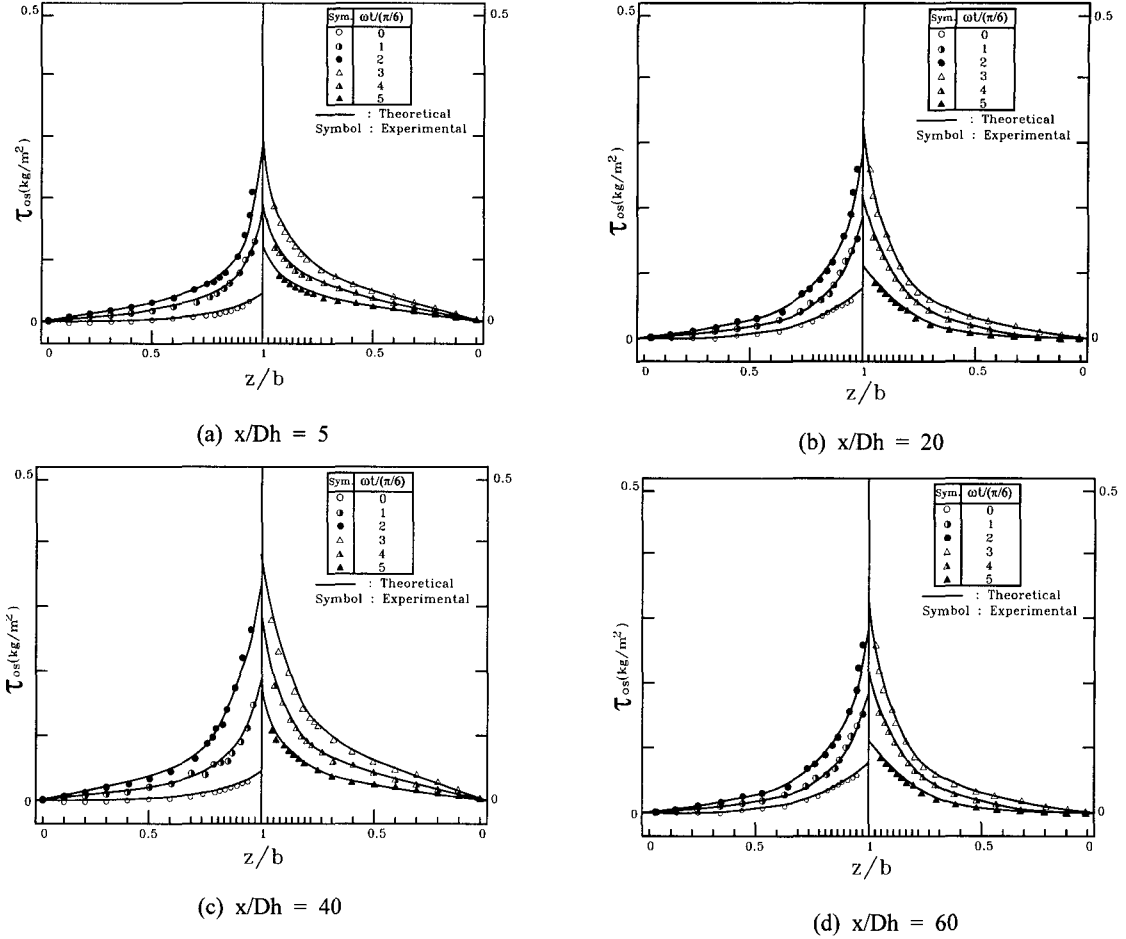 0.5
0.5
Sym. ωt/(π/6)
0
1
2
3
4
5
: Theoretical
Symbol : Experimental
τos(kg/m²)
0
0
0 0.5 1 0.5 0
z/b
(a) x/Dh = 5
0.5
0.5
Sym. ωt/(π/6)
0
1
2
3
4
5
: Theoretical
Symbol : Experimental
τos(kg/m²)
0
0
0 0.5 1 0.5 0
z/b
(b) x/Dh = 20
0.5
0.5
Sym. ωt/(π/6)
0
1
2
3
4
5
: Theoretical
Symbol : Experimental
τos(kg/m²)
0
0
0 0.5 1 0.5 0
z/b
(c) x/Dh = 40
0.5
0.5
Sym. ωt/(π/6)
0
1
2
3
4
5
: Theoretical
Symbol : Experimental
τos(kg/m²)
0
0
0 0.5 1 0.5 0
z/b
(d) x/Dh = 60